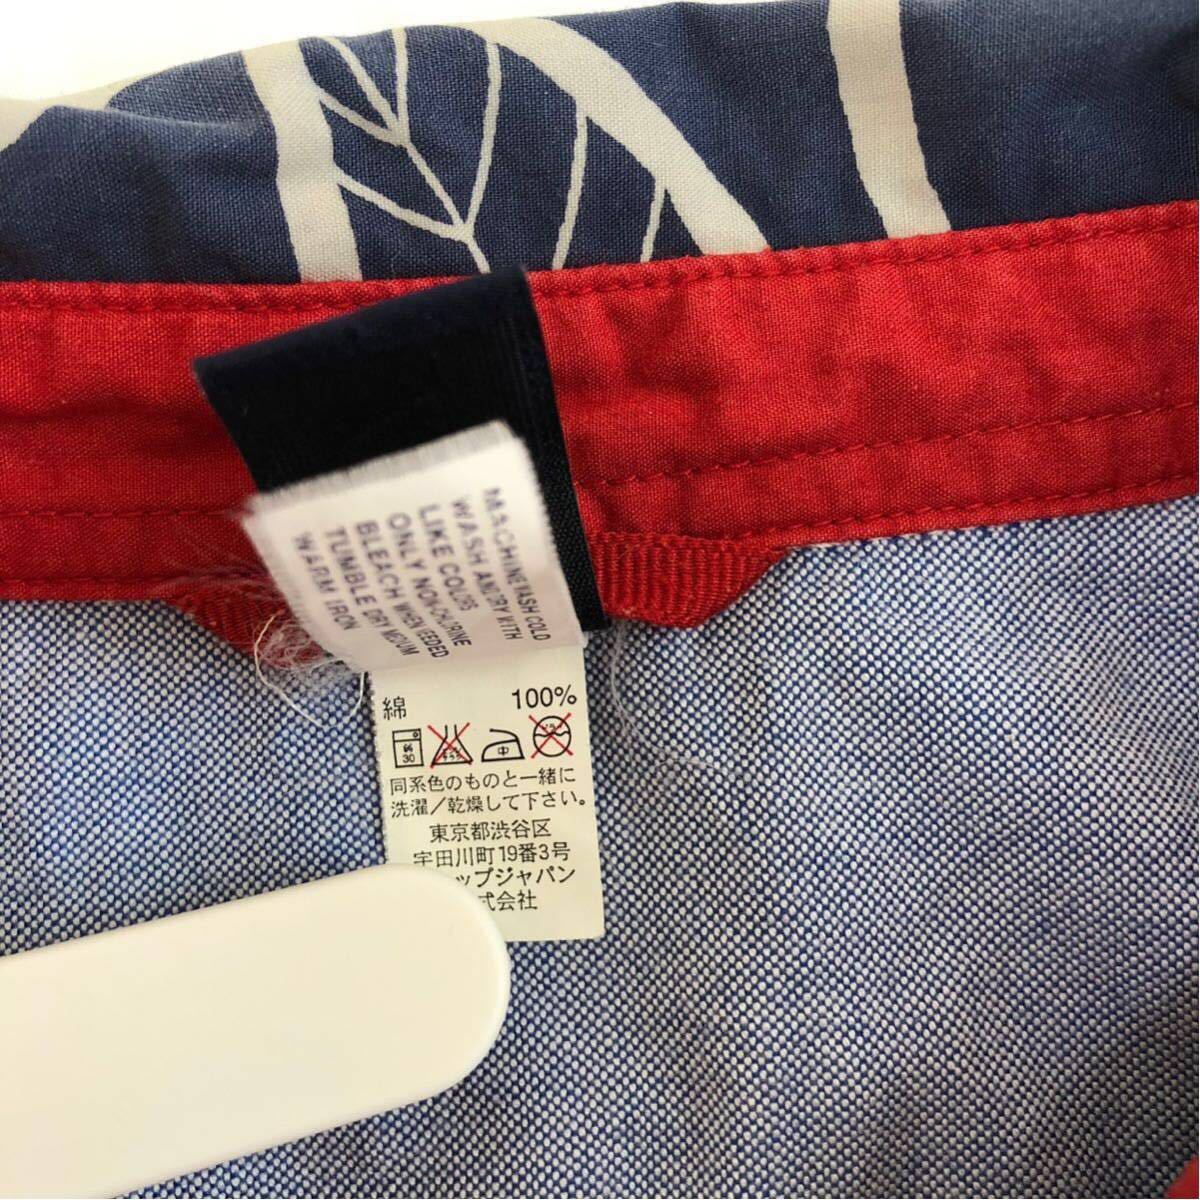 MACHINE WASH COLD
WASH AND DRY WITH
LIKE COLORS
ONLY NON-CHLORINE
BLEACH WHEN NEEDED
TUMBLE DRY MEDIUM
WARM IRON
綿 100%
30 中
同系色のものと一緒に
洗濯/乾燥して下さい。
東京都渋谷区
宇田川町19番3号
ップジャパン
式会社